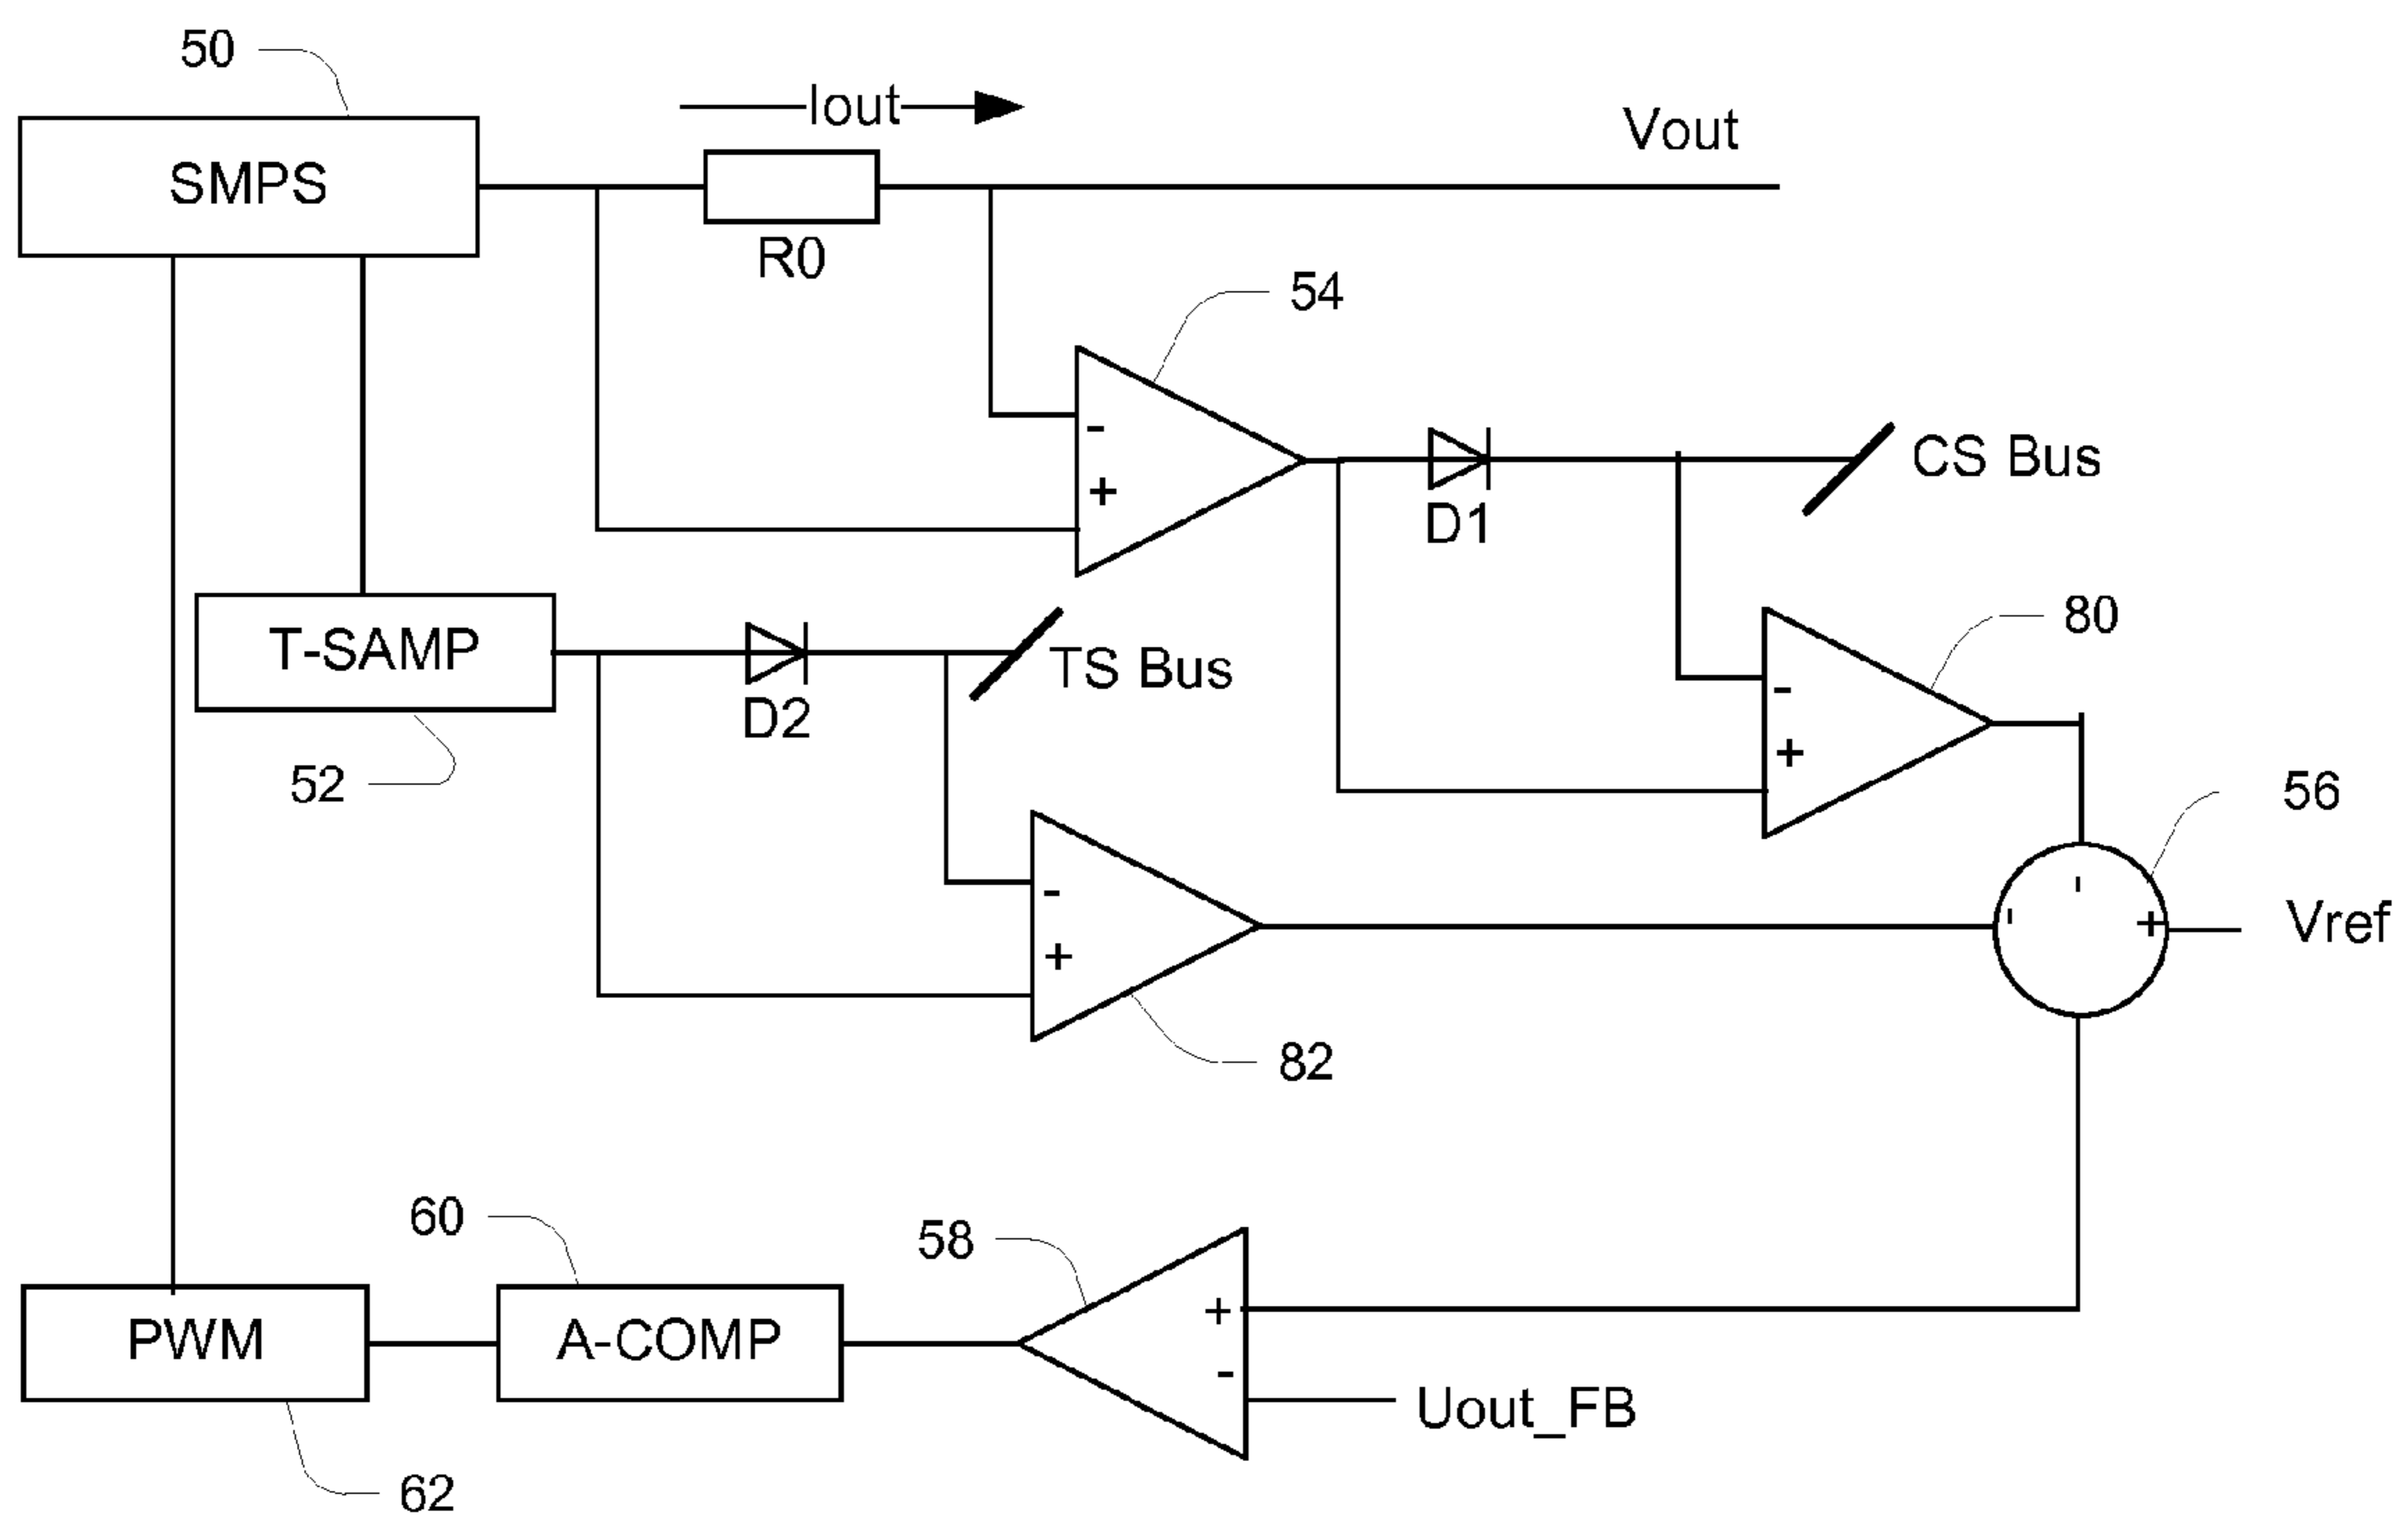 50
Iout
Vout
SMPS
R0
54
CS Bus
D1
80
T-SAMP
TS Bus
D2
52
56
Vref
82
60
58
PWM
A-COMP
Uout_FB
62
-
+
-
+
-
+
-
-
+
+
-